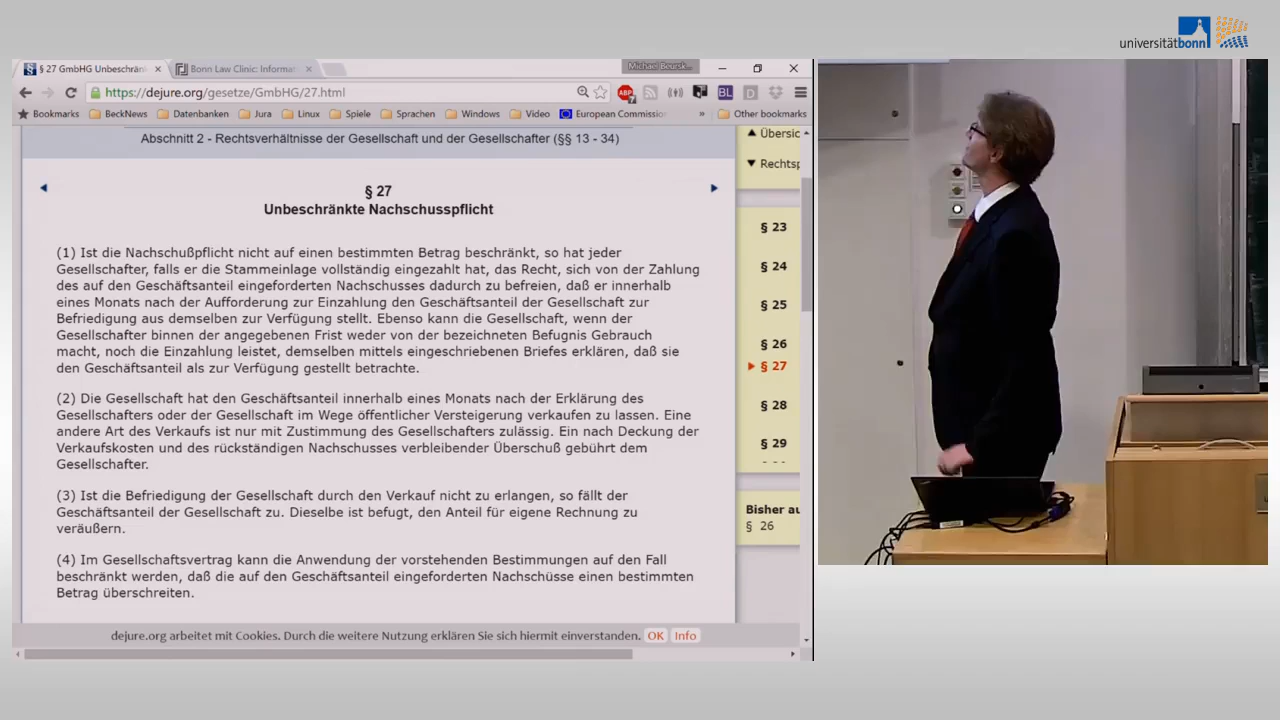 universitätbonn
§ 27 GmbHG Unbeschrän
Bonn Law Clinic: Informat
Michael Beursk...
https://dejure.org/gesetze/GmbHG/27.html
ABP
7
BL
D
Bookmarks
BeckNews
Datenbanken
Jura
Linux
Spiele
Sprachen
Windows
Video
European Commission
»
Other bookmarks
Abschnitt 2 - Rechtsverhältnisse der Gesellschaft und der Gesellschafter (§§ 13 - 34)
§ 27
Unbeschränkte Nachschusspflicht
(1) Ist die Nachschußpflicht nicht auf einen bestimmten Betrag beschränkt, so hat jeder
Gesellschafter, falls er die Stammeinlage vollständig eingezahlt hat, das Recht, sich von der Zahlung
des auf den Geschäftsanteil eingeforderten Nachschusses dadurch zu befreien, daß er innerhalb
eines Monats nach der Aufforderung zur Einzahlung den Geschäftsanteil der Gesellschaft zur
Befriedigung aus demselben zur Verfügung stellt. Ebenso kann die Gesellschaft, wenn der
Gesellschafter binnen der angegebenen Frist weder von der bezeichneten Befugnis Gebrauch
macht, noch die Einzahlung leistet, demselben mittels eingeschriebenen Briefes erklären, daß sie
den Geschäftsanteil als zur Verfügung gestellt betrachte.
(2) Die Gesellschaft hat den Geschäftsanteil innerhalb eines Monats nach der Erklärung des
Gesellschafters oder der Gesellschaft im Wege öffentlicher Versteigerung verkaufen zu lassen. Eine
andere Art des Verkaufs ist nur mit Zustimmung des Gesellschafters zulässig. Ein nach Deckung der
Verkaufskosten und des rückständigen Nachschusses verbleibender Überschuß gebührt dem
Gesellschafter.
(3) Ist die Befriedigung der Gesellschaft durch den Verkauf nicht zu erlangen, so fällt der
Geschäftsanteil der Gesellschaft zu. Dieselbe ist befugt, den Anteil für eigene Rechnung zu
veräußern.
(4) Im Gesellschaftsvertrag kann die Anwendung der vorstehenden Bestimmungen auf den Fall
beschränkt werden, daß die auf den Geschäftsanteil eingeforderten Nachschüsse einen bestimmten
Betrag überschreiten.
Übersic
Rechtsp
§ 23
§ 24
§ 25
§ 26
§ 27
§ 28
§ 29
Bisher au
§ 26
dejure.org arbeitet mit Cookies. Durch die weitere Nutzung erklären Sie sich hiermit einverstanden. OK Info